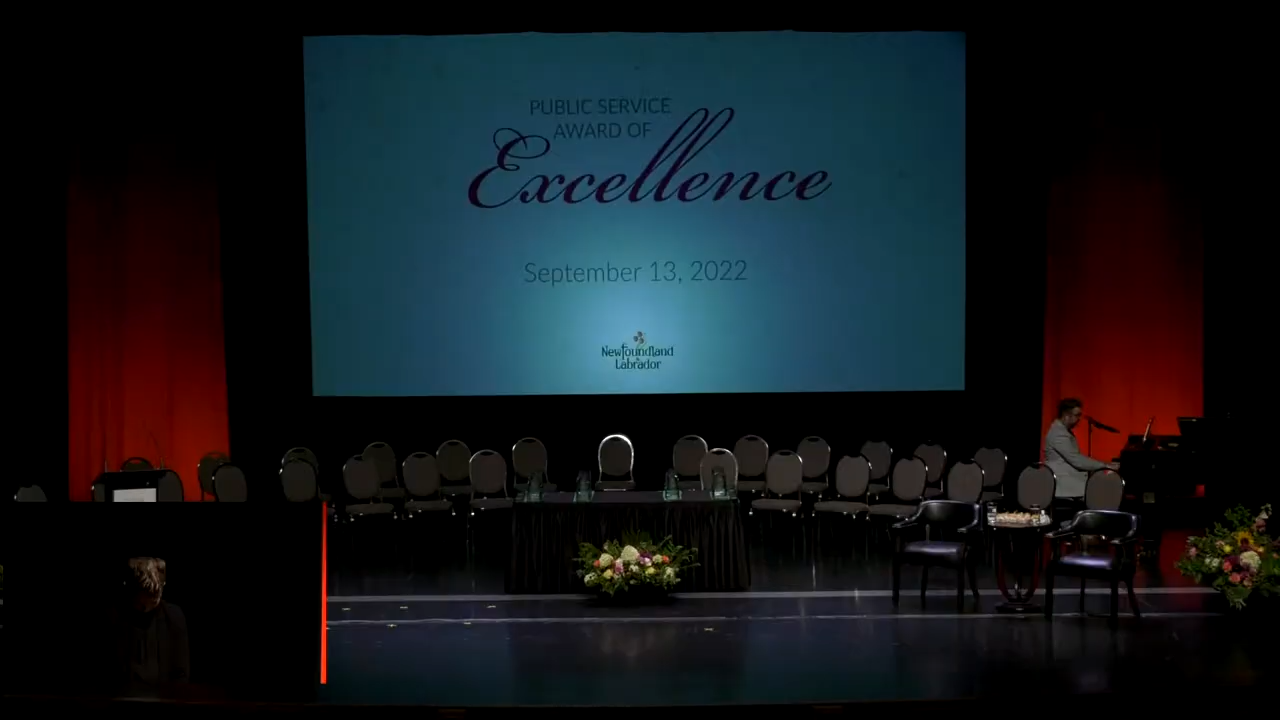 PUBLIC SERVICE
AWARD OF
Excellence
September 13, 2022
Newfoundland
Labrador